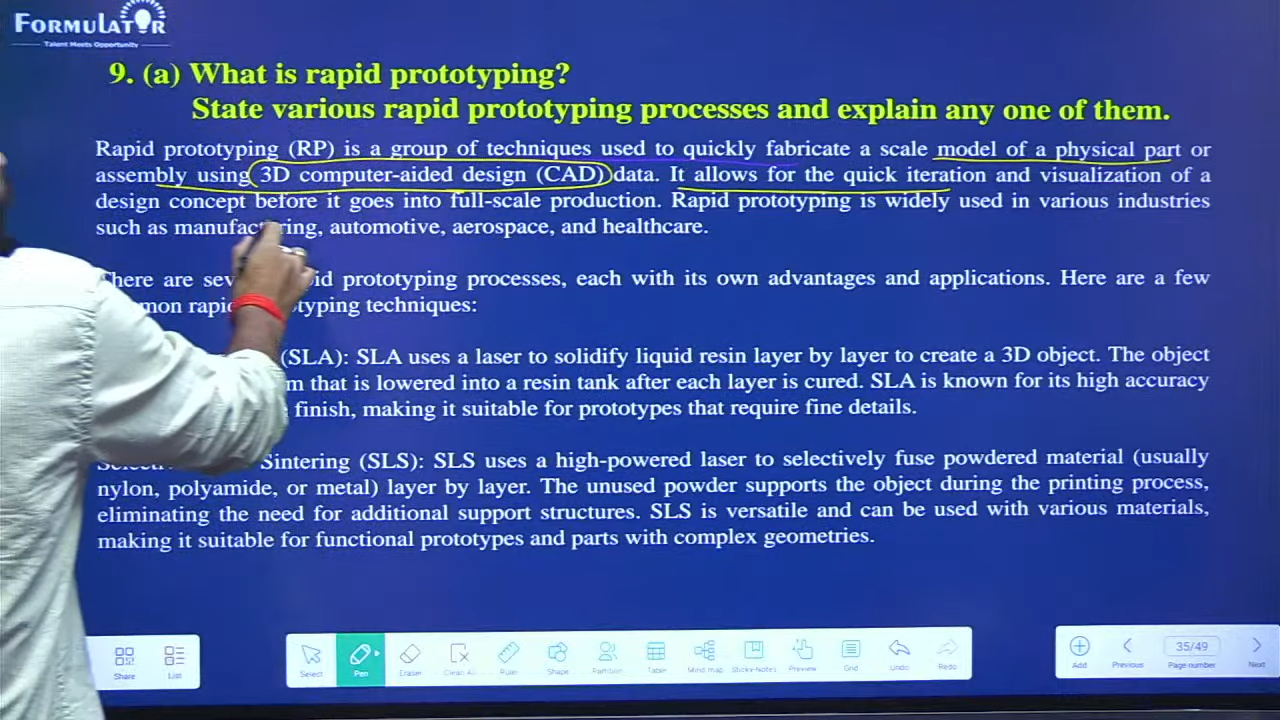 FORMULATOR
Talent Meets Opportunity
9. (a) What is rapid prototyping?
State various rapid prototyping processes and explain any one of them.
Rapid prototyping (RP) is a group of techniques used to quickly fabricate a scale model of a physical part or
assembly using 3D computer-aided design (CAD) data. It allows for the quick iteration and visualization of a
design concept before it goes into full-scale production. Rapid prototyping is widely used in various industries
such as manufacturing, automotive, aerospace, and healthcare.
There are prototyping processes, each with its own advantages and applications. Here are a few
techniques:
(SLA): SLA uses a laser to solidify liquid resin layer by layer to create a 3D object. The object
that is lowered into a resin tank after each layer is cured. SLA is known for its high accuracy
finish, making it suitable for prototypes that require fine details.
Sintering (SLS): SLS uses a high-powered laser to selectively fuse powdered material (usually
nylon, polyamide, or metal) layer by layer. The unused powder supports the object during the printing process,
eliminating the need for additional support structures. SLS is versatile and can be used with various materials,
making it suitable for functional prototypes and parts with complex geometries.
35/49
Share List Select Pen Eraser Clean Ruler Shape Partition Table Mind map Sticky-Notes Preview Grid Undo Redo Add Previous Page number Next